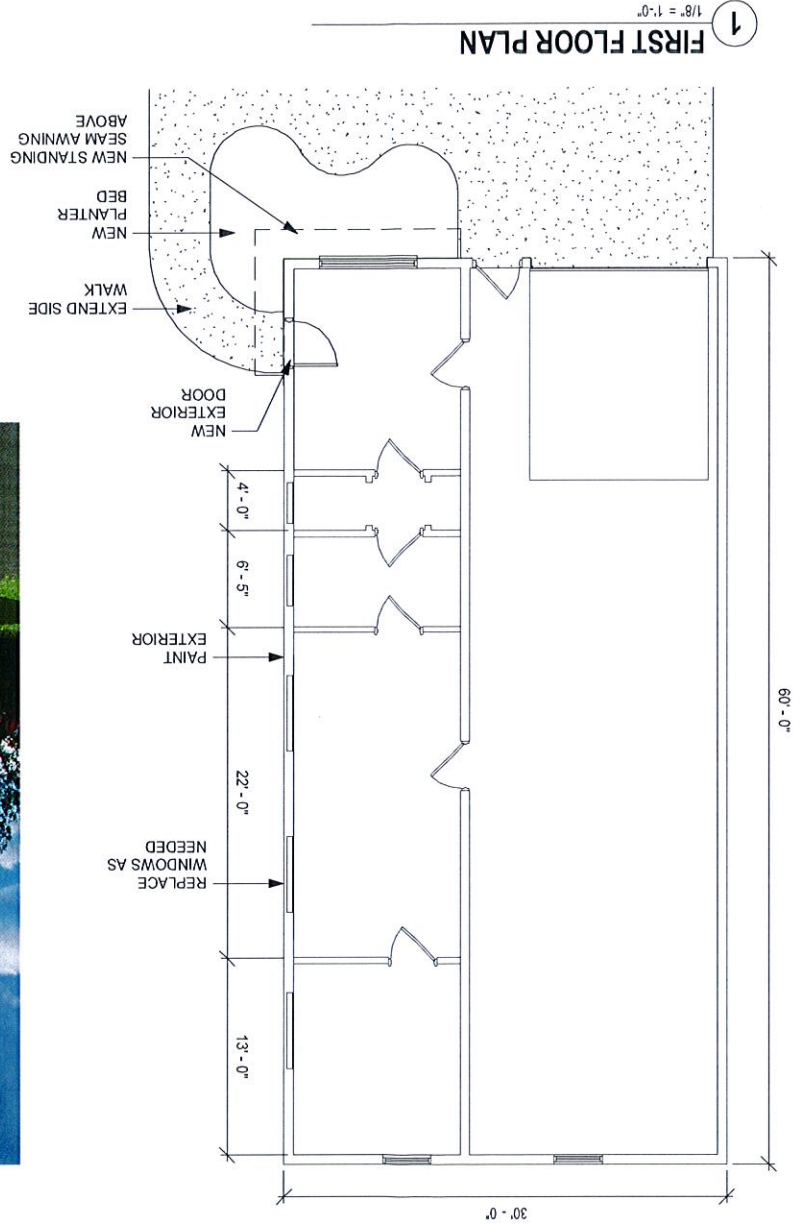 30' - 0"
60' - 0"
13' - 0"
22' - 0"
6' - 5"
4' - 0"
REPLACE
WINDOWS AS
NEEDED
PAINT
EXTERIOR
NEW
EXTERIOR
DOOR
EXTEND SIDE
WALK
NEW
PLANTER
BED
NEW STANDING
SEAM AWNING
ABOVE
1
FIRST FLOOR PLAN
1/8" = 1'-0"